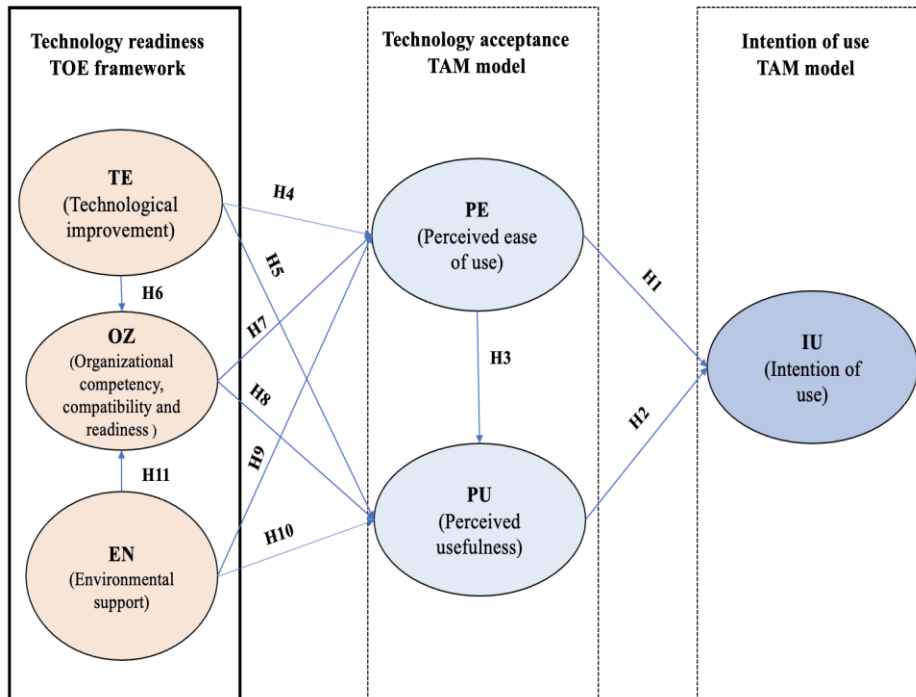 Technology readiness
TOE framework
Technology acceptance
TAM model
Intention of use
TAM model
TE
(Technological
improvement)
H6
OZ
(Organizational
competency,
compatibility and
readiness )
H11
EN
(Environmental
support)
H4
H5
H7
H8
H9
H10
PE
(Perceived ease
of use)
H3
PU
(Perceived
usefulness)
H1
H2
IU
(Intention of
use)